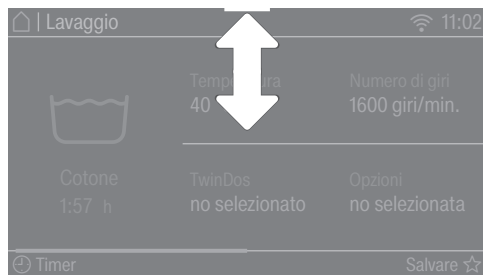 | Lavaggio 11:02
Temperatura Numero di giri
40 1600 giri/min.
Cotone TwinDos Opzioni
1:57 h no selezionato no selezionata
Timer Salvare